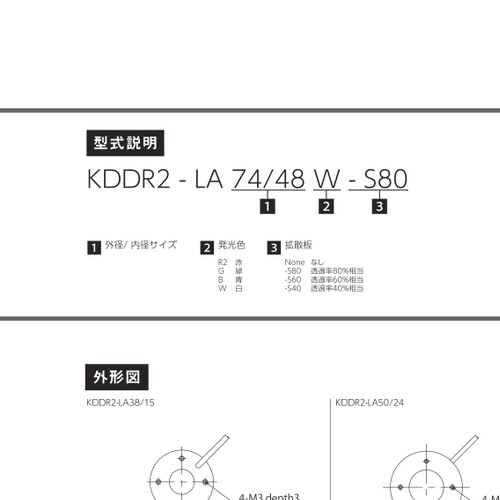 型式説明
KDDR2 - LA 74/48 W - S80
1 2 3
1 外径/ 内径サイズ
2 発光色
R2 赤
G 緑
B 青
W 白
3 拡散板
None なし
-S80 透過率80%相当
-S60 透過率60%相当
-S40 透過率40%相当
外形図
KDDR2-LA38/15
KDDR2-LA50/24
4-M3 depth3
4-M